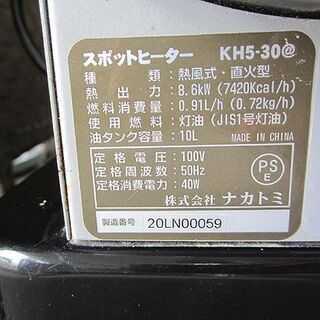 スポットヒーター KH5-30@
種類:熱風式・直火型
熱出力:8.6kW (7420Kcal/h)
燃料消費量:0.91L/h (0.72kg/h)
使用燃料:灯油 (JIS1号灯油)
油タンク容量:10L MADE IN CHINA
定格電圧:100V
定格周波数:50Hz
定格消費電力:40W
PS
E
株式会社 ナカトミ
製造番号 20LN00059